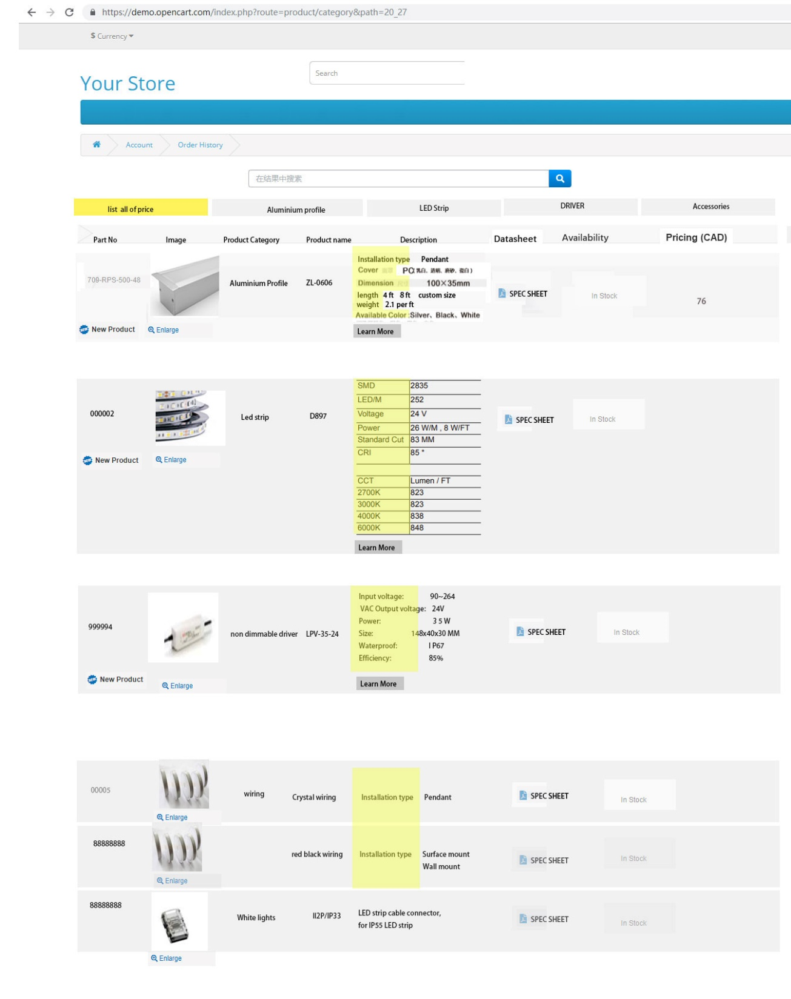 https://demo.opencart.com/index.php?route=product/category&path=20_27
$ Currency
Search
Your Store
Account Order History
在结果中搜索
list all of price Aluminium profile LED Strip DRIVER Accessories
Part No Image Product Category Product name Description Datasheet Availability Pricing (CAD)
Installation type Pendant
Cover PC(乳白、透明、磨砂、瓷白)
709-RPS-500-48 Aluminium Profile ZL-0606 Dimension 100×35mm
length 4 ft 8 ft custom size
SPEC SHEET In Stock 76
weight 2.1 per ft
Available Color :Silver、Black、White
New Product Enlarge Learn More
SMD 2835
LED/M 252
000002 Led strip D897 Voltage 24 V SPEC SHEET In Stock
Power 26 W/M , 8 W/FT
Standard Cut 83 MM
CRI 85 *
New Product Enlarge
CCT Lumen / FT
2700K 823
3000K 823
4000K 838
6000K 848
Learn More
Input voltage: 90~264
VAC Output voltage: 24V
Power: 3 5 W
999994 non dimmable driver LPV-35-24 Size: 148x40x30 MM SPEC SHEET In Stock
Waterproof: I P67
Efficiency: 85%
New Product Enlarge Learn More
00005 wiring Crystal wiring Installation type Pendant SPEC SHEET In Stock
Enlarge
88888888 red black wiring Installation type Surface mount SPEC SHEET In Stock
Wall mount
Enlarge
88888888 White lights II2P/IP33 LED strip cable connector, SPEC SHEET In Stock
for IP55 LED strip
Enlarge